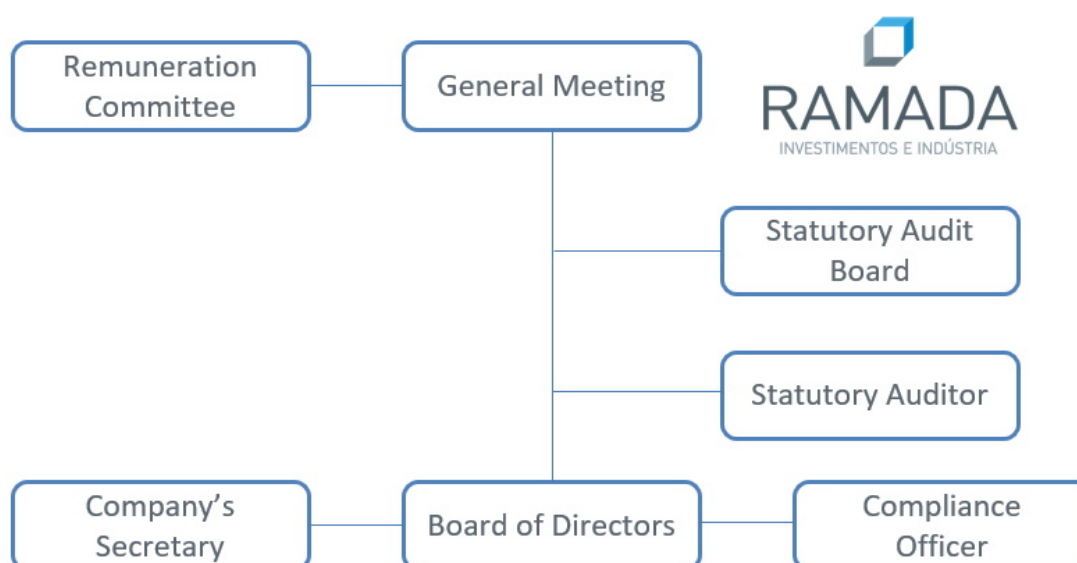 Remuneration
Committee
General Meeting
RAMADA
INVESTIMENTOS E INDÚSTRIA
Statutory Audit
Board
Statutory Auditor
Company’s
Secretary
Board of Directors
Compliance
Officer